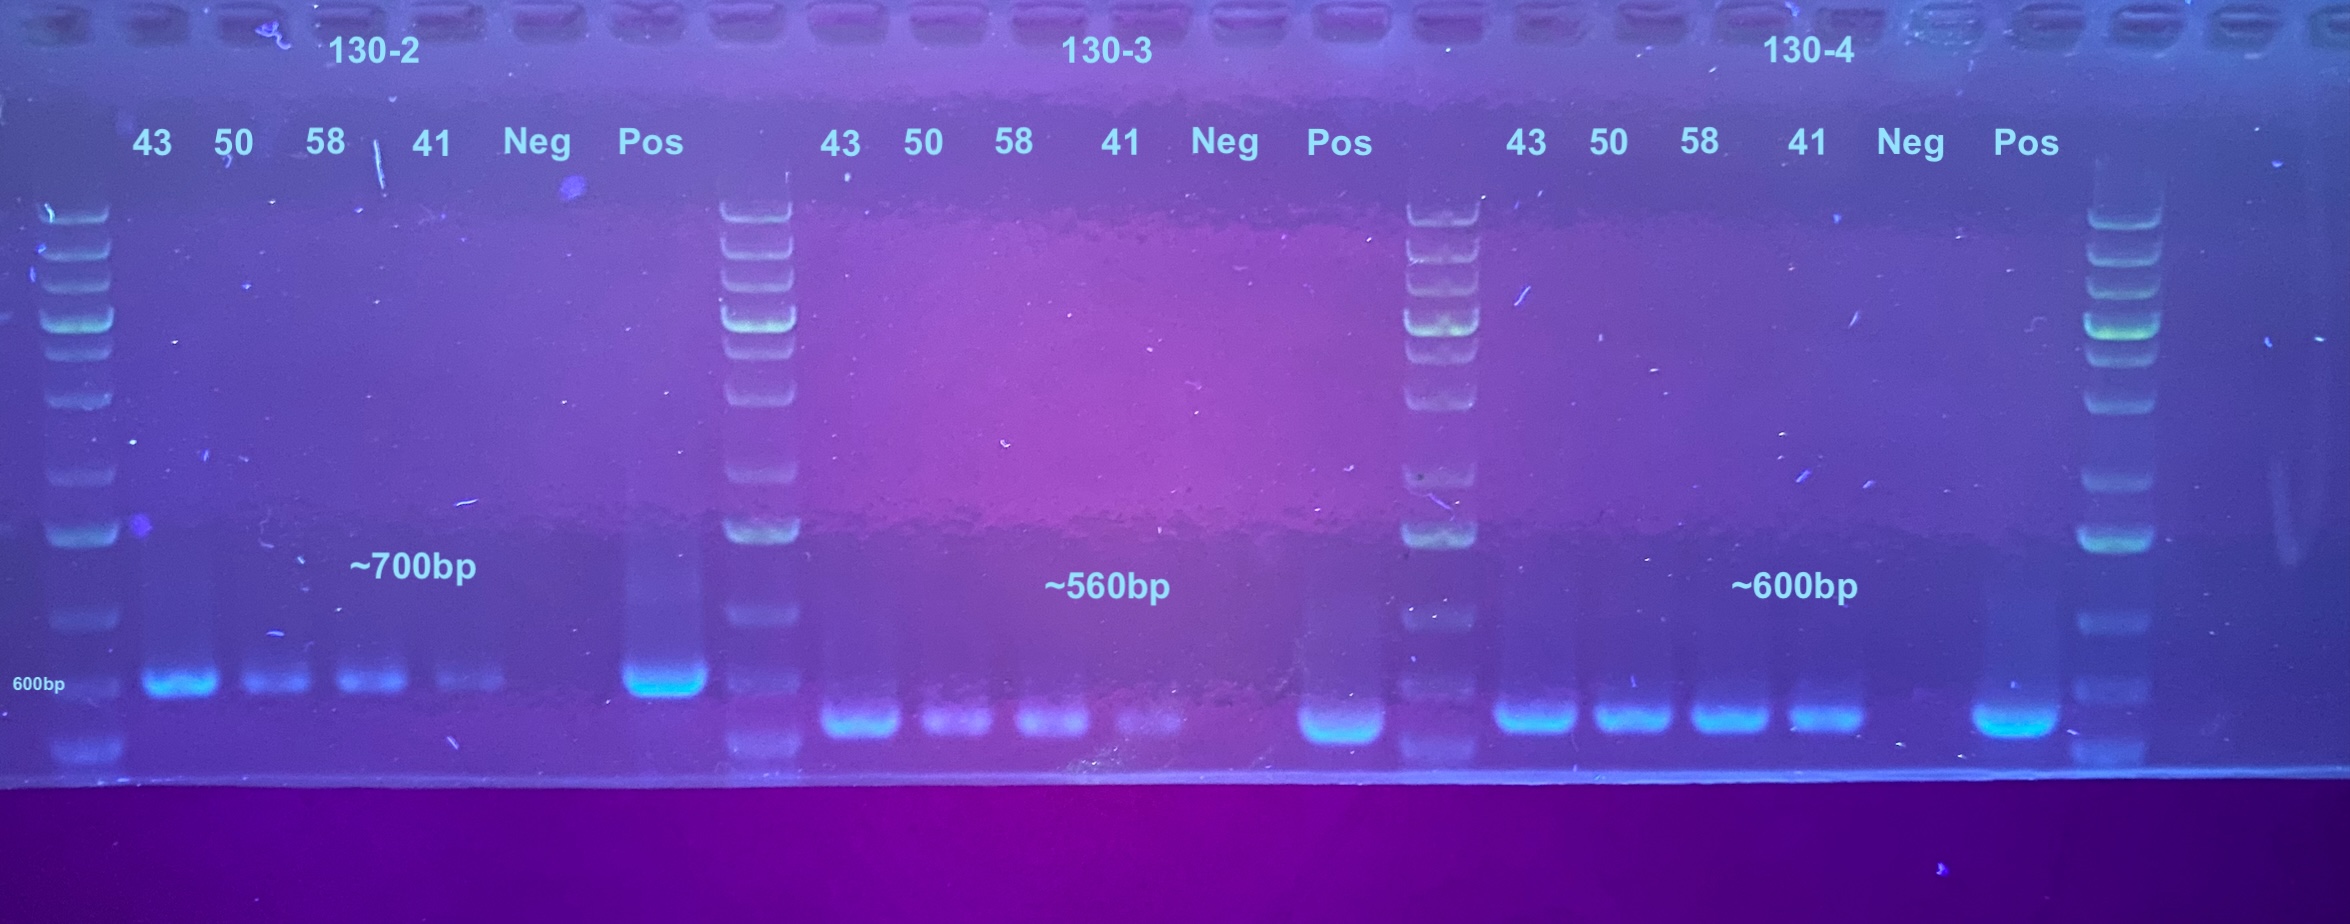 130-2 130-3 130-4
43 50 58 41 Neg Pos 43 50 58 41 Neg Pos 43 50 58 41 Neg Pos
~700bp ~560bp ~600bp
600bp